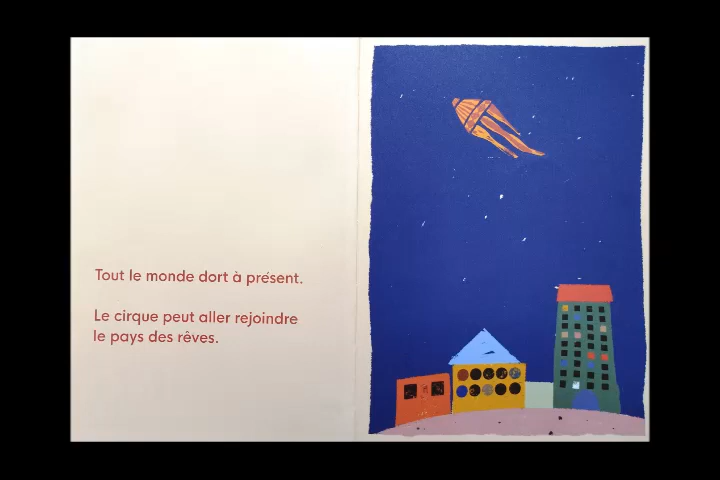 Tout le monde dort à présent.
Le cirque peut aller rejoindre
le pays des rêves.